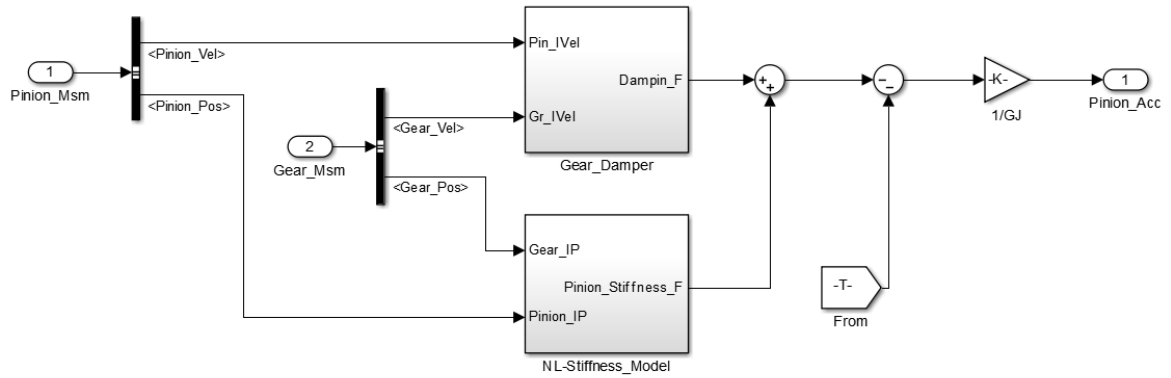 1
Pinion_Msm
<Pinion_Vel>
<Pinion_Pos>
2
Gear_Msm
<Gear_Vel>
<Gear_Pos>
Pin_IVel
Gr_IVel
Dampin_F
Gear_Damper
Gear_IP
Pinion_IP
Pinion_Stiffness_F
NL-Stiffness_Model
+
+
−
−
-T-
From
-K-
1/GJ
1
Pinion_Acc